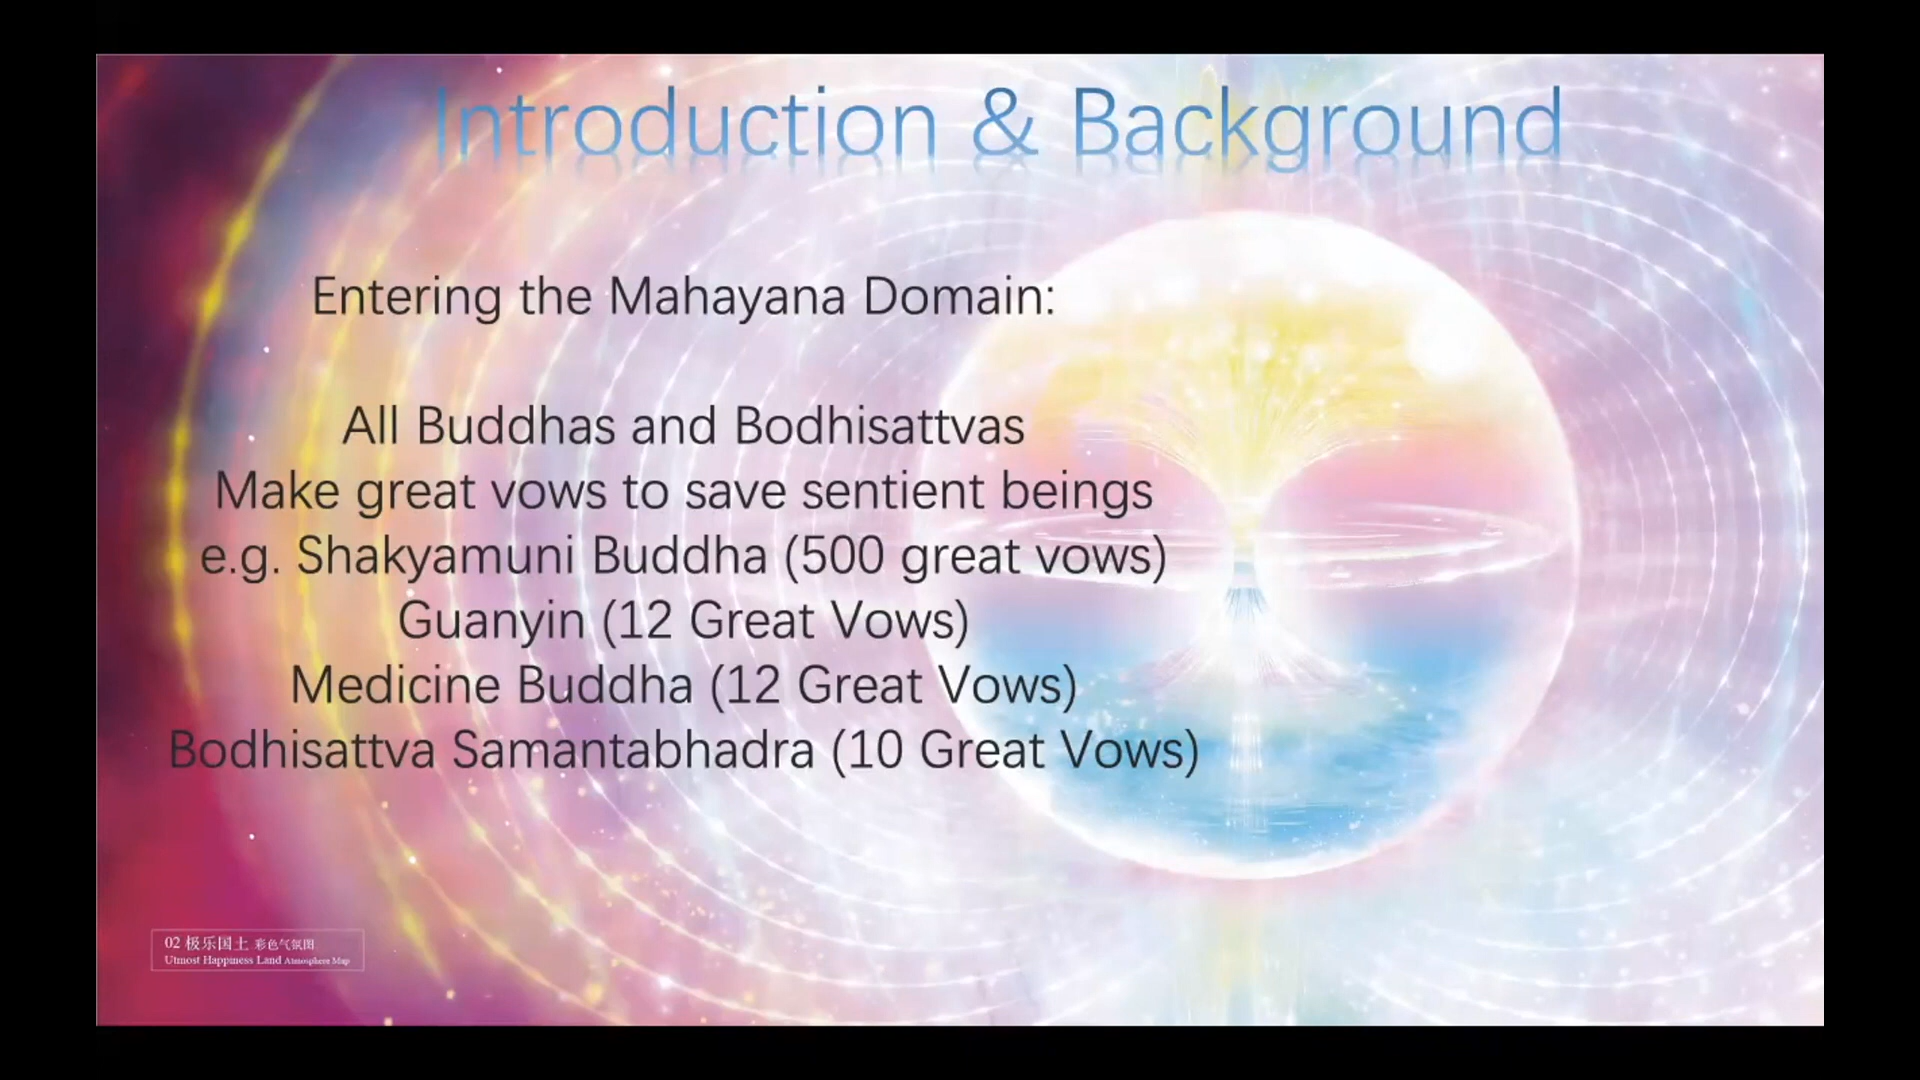 Introduction & Background
Entering the Mahayana Domain:
All Buddhas and Bodhisattvas
Make great vows to save sentient beings
e.g. Shakyamuni Buddha (500 great vows)
Guanyin (12 Great Vows)
Medicine Buddha (12 Great Vows)
Bodhisattva Samantabhadra (10 Great Vows)
02 极乐国土 彩色气氛图
Utmost Happiness Land Atmosphere Map